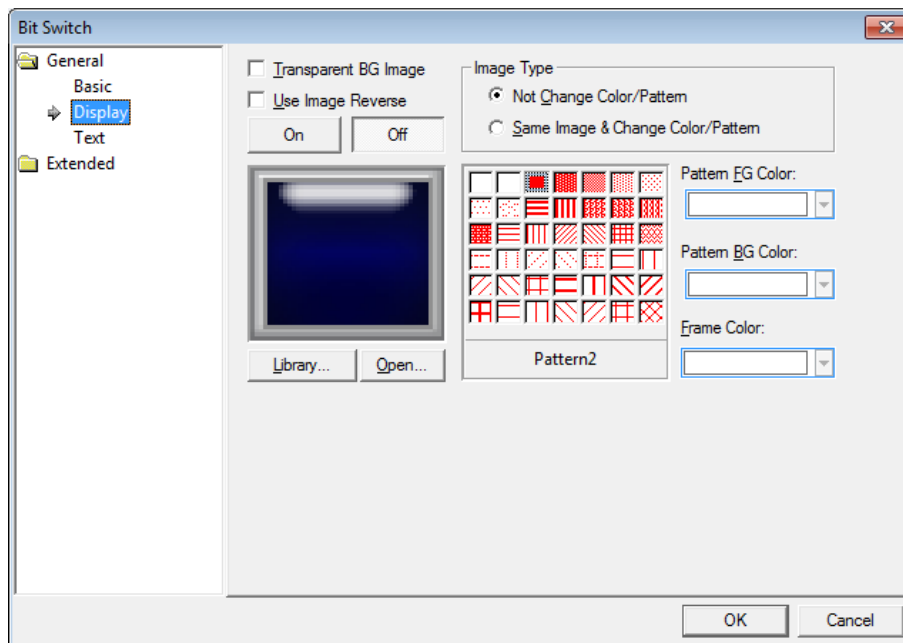 Bit Switch
General
Basic
Display
Text
Extended
Transparent BG Image
Use Image Reverse
On
Off
Image Type
Not Change Color/Pattern
Same Image & Change Color/Pattern
Library...
Open...
Pattern2
Pattern FG Color:
Pattern BG Color:
Frame Color:
OK
Cancel